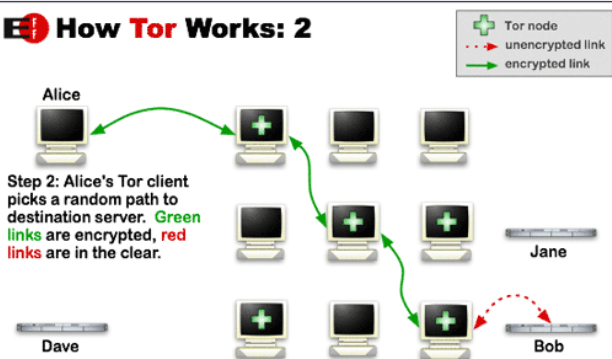 EFF How Tor Works: 2
Tor node
unencrypted link
encrypted link
Alice
Step 2: Alice's Tor client
picks a random path to
destination server. Green
links are encrypted, red
links are in the clear.
Jane
Dave
Bob